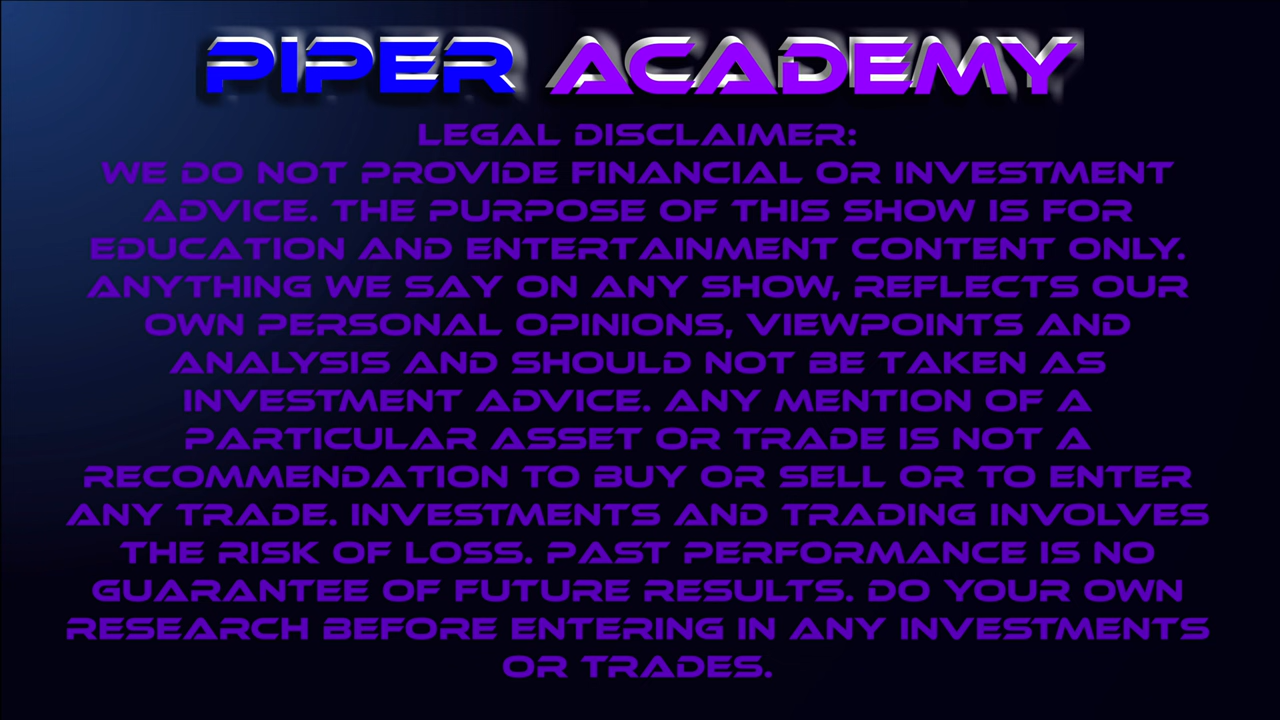 PIPER ACADEMY
LEGAL DISCLAIMER:
WE DO NOT PROVIDE FINANCIAL OR INVESTMENT
ADVICE. THE PURPOSE OF THIS SHOW IS FOR
EDUCATION AND ENTERTAINMENT CONTENT ONLY.
ANYTHING WE SAY ON ANY SHOW, REFLECTS OUR
OWN PERSONAL OPINIONS, VIEWPOINTS AND
ANALYSIS AND SHOULD NOT BE TAKEN AS
INVESTMENT ADVICE. ANY MENTION OF A
PARTICULAR ASSET OR TRADE IS NOT A
RECOMMENDATION TO BUY OR SELL OR TO ENTER
ANY TRADE. INVESTMENTS AND TRADING INVOLVES
THE RISK OF LOSS. PAST PERFORMANCE IS NO
GUARANTEE OF FUTURE RESULTS. DO YOUR OWN
RESEARCH BEFORE ENTERING IN ANY INVESTMENTS
OR TRADES.